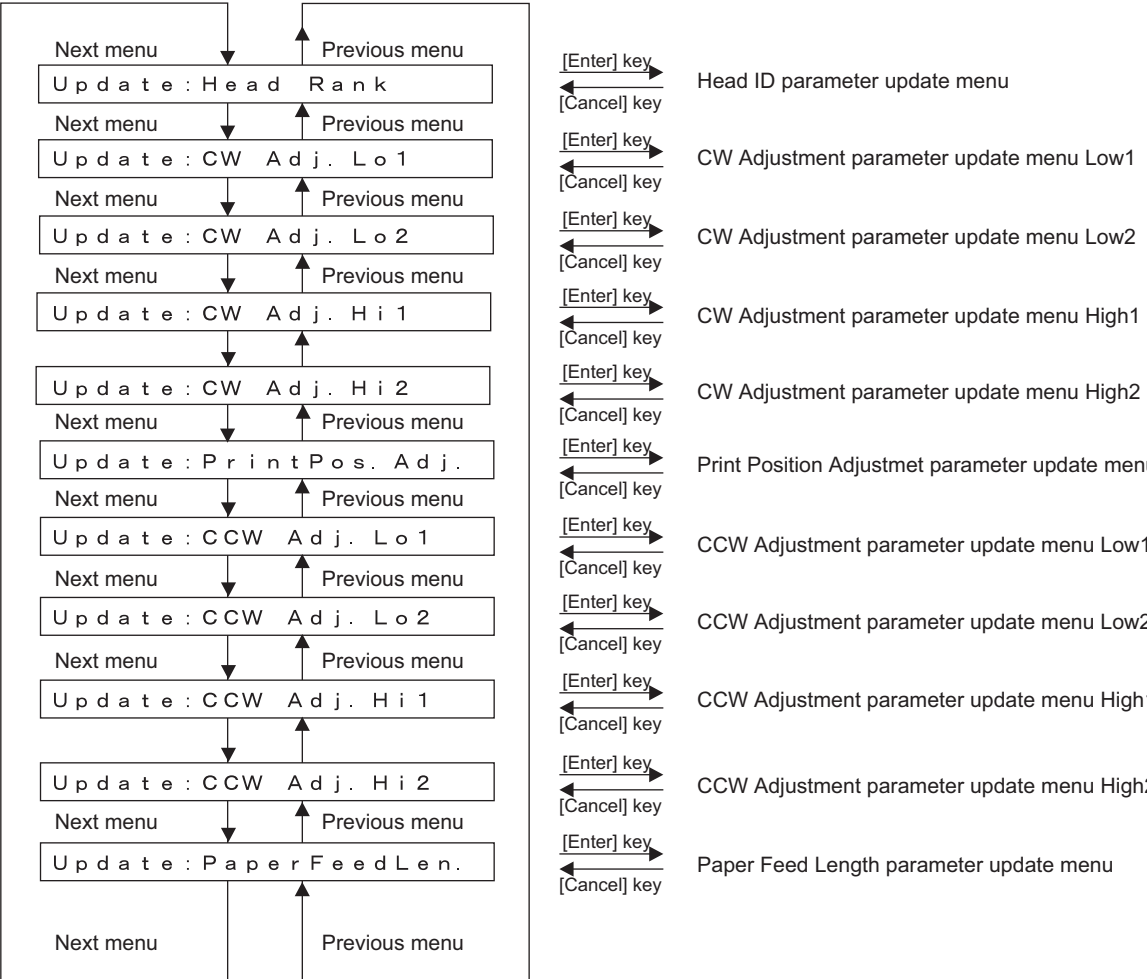 Next menu Previous menu
Update:Head Rank
[Enter] key
[Cancel] key
Head ID parameter update menu
Next menu Previous menu
Update:CW Adj. Lo1
[Enter] key
[Cancel] key
CW Adjustment parameter update menu Low1
Next menu Previous menu
Update:CW Adj. Lo2
[Enter] key
[Cancel] key
CW Adjustment parameter update menu Low2
Next menu Previous menu
Update:CW Adj. Hi1
[Enter] key
[Cancel] key
CW Adjustment parameter update menu High1
Update:CW Adj. Hi2
[Enter] key
[Cancel] key
CW Adjustment parameter update menu High2
Next menu Previous menu
Update:PrintPos. Adj.
[Enter] key
[Cancel] key
Print Position Adjustmet parameter update menu
Next menu Previous menu
Update:CCW Adj. Lo1
[Enter] key
[Cancel] key
CCW Adjustment parameter update menu Low1
Next menu Previous menu
Update:CCW Adj. Lo2
[Enter] key
[Cancel] key
CCW Adjustment parameter update menu Low2
Next menu Previous menu
Update:CCW Adj. Hi1
[Enter] key
[Cancel] key
CCW Adjustment parameter update menu High1
Update:CCW Adj. Hi2
[Enter] key
[Cancel] key
CCW Adjustment parameter update menu High2
Next menu Previous menu
Update:PaperFeedLen.
[Enter] key
[Cancel] key
Paper Feed Length parameter update menu
Next menu Previous menu